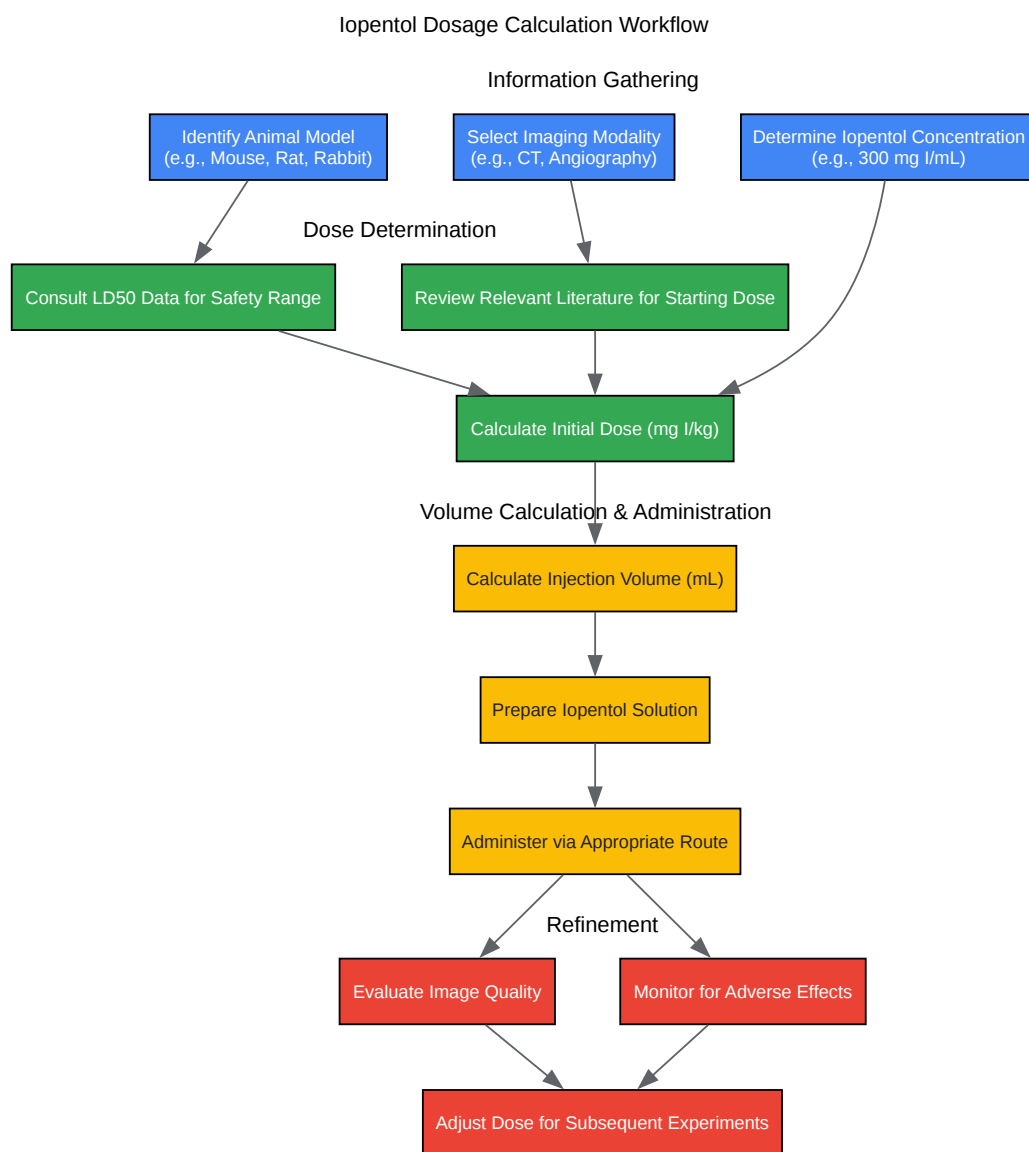 Iopentol Dosage Calculation Workflow
Information Gathering
Identify Animal Model
(e.g., Mouse, Rat, Rabbit)
Select Imaging Modality
(e.g., CT, Angiography)
Determine Iopentol Concentration
(e.g., 300 mg I/mL)
Dose Determination
Consult LD50 Data for Safety Range
Review Relevant Literature for Starting Dose
Calculate Initial Dose (mg I/kg)
Volume Calculation & Administration
Calculate Injection Volume (mL)
Prepare Iopentol Solution
Administer via Appropriate Route
Refinement
Evaluate Image Quality
Monitor for Adverse Effects
Adjust Dose for Subsequent Experiments